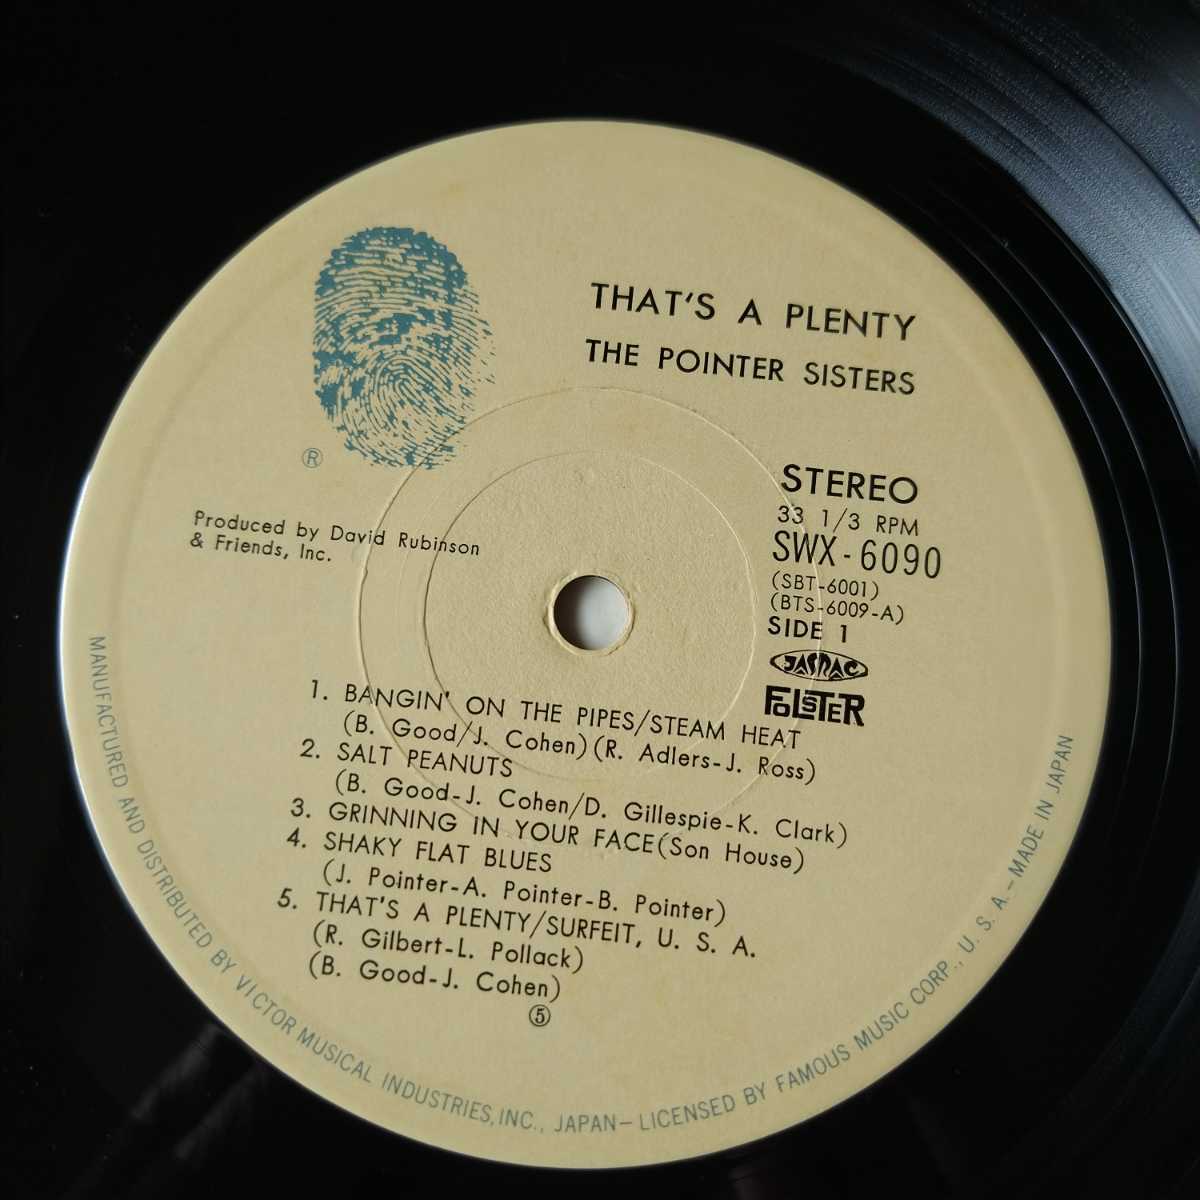 THAT'S A PLENTY
THE POINTER SISTERS
®
STEREO
33 1/3 RPM
SWX-6090
(SBT-6001)
(BTS-6009-A)
SIDE 1
JASRAC
FOLSTER
Produced by David Rubinson
& Friends, Inc.
1. BANGIN' ON THE PIPES/STEAM HEAT
(B. Good/J. Cohen)(R. Adlers-J. Ross)
2. SALT PEANUTS
(B. Good-J. Cohen/D. Gillespie-K. Clark)
3. GRINNING IN YOUR FACE(Son House)
4. SHAKY FLAT BLUES
(J. Pointer-A. Pointer-B. Pointer)
5. THAT'S A PLENTY/SURFEIT, U. S. A.
(R. Gilbert-L. Pollack)
(B. Good-J. Cohen)
⑤
MANUFACTURED AND DISTRIBUTED BY VICTOR MUSICAL INDUSTRIES, INC., JAPAN–LICENSED BY FAMOUS MUSIC CORP., U. S. A.–MADE IN JAPAN